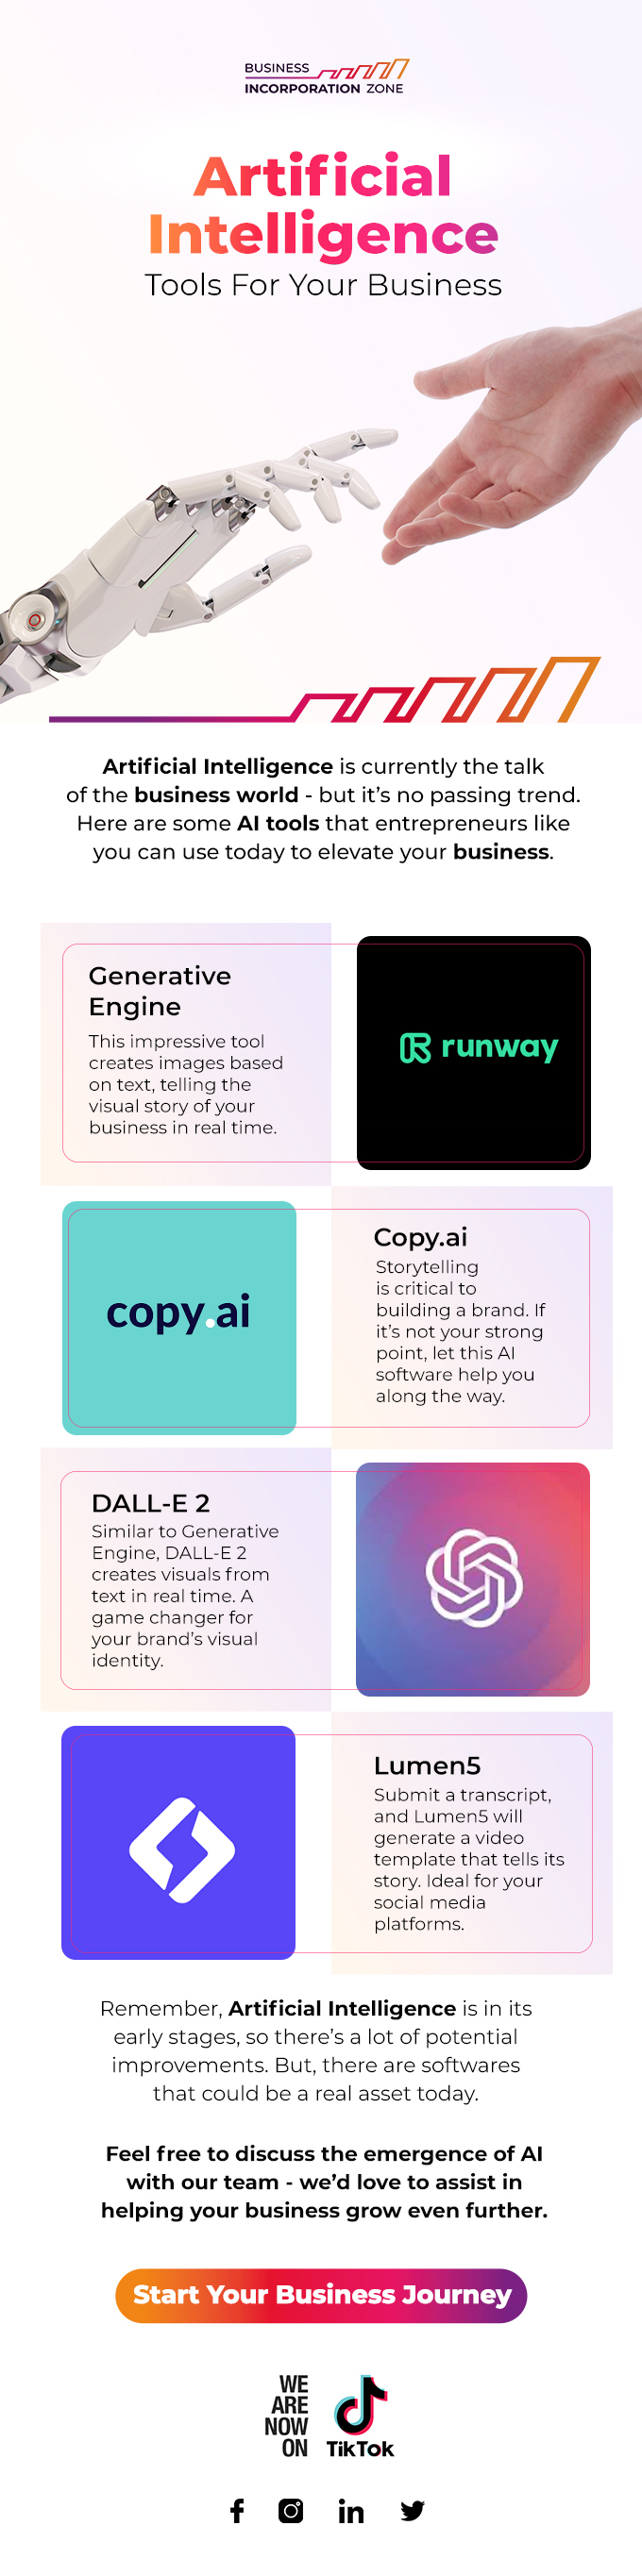 BUSINESS
INCORPORATION ZONE
Artificial
Intelligence
Tools For Your Business
Artificial Intelligence is currently the talk
of the business world - but it’s no passing trend.
Here are some AI tools that entrepreneurs like
you can use today to elevate your business.
Generative
Engine
This impressive tool
creates images based
on text, telling the
visual story of your
business in real time.
runway
copy.ai
Copy.ai
Storytelling
is critical to
building a brand. If
it’s not your strong
point, let this AI
software help you
along the way.
DALL-E 2
Similar to Generative
Engine, DALL-E 2
creates visuals from
text in real time. A
game changer for
your brand’s visual
identity.
Lumen5
Submit a transcript,
and Lumen5 will
generate a video
template that tells its
story. Ideal for your
social media
platforms.
Remember, Artificial Intelligence is in its
early stages, so there’s a lot of potential
improvements. But, there are softwares
that could be a real asset today.
Feel free to discuss the emergence of AI
with our team - we’d love to assist in
helping your business grow even further.
Start Your Business Journey
WE
ARE
NOW
ON
TikTok